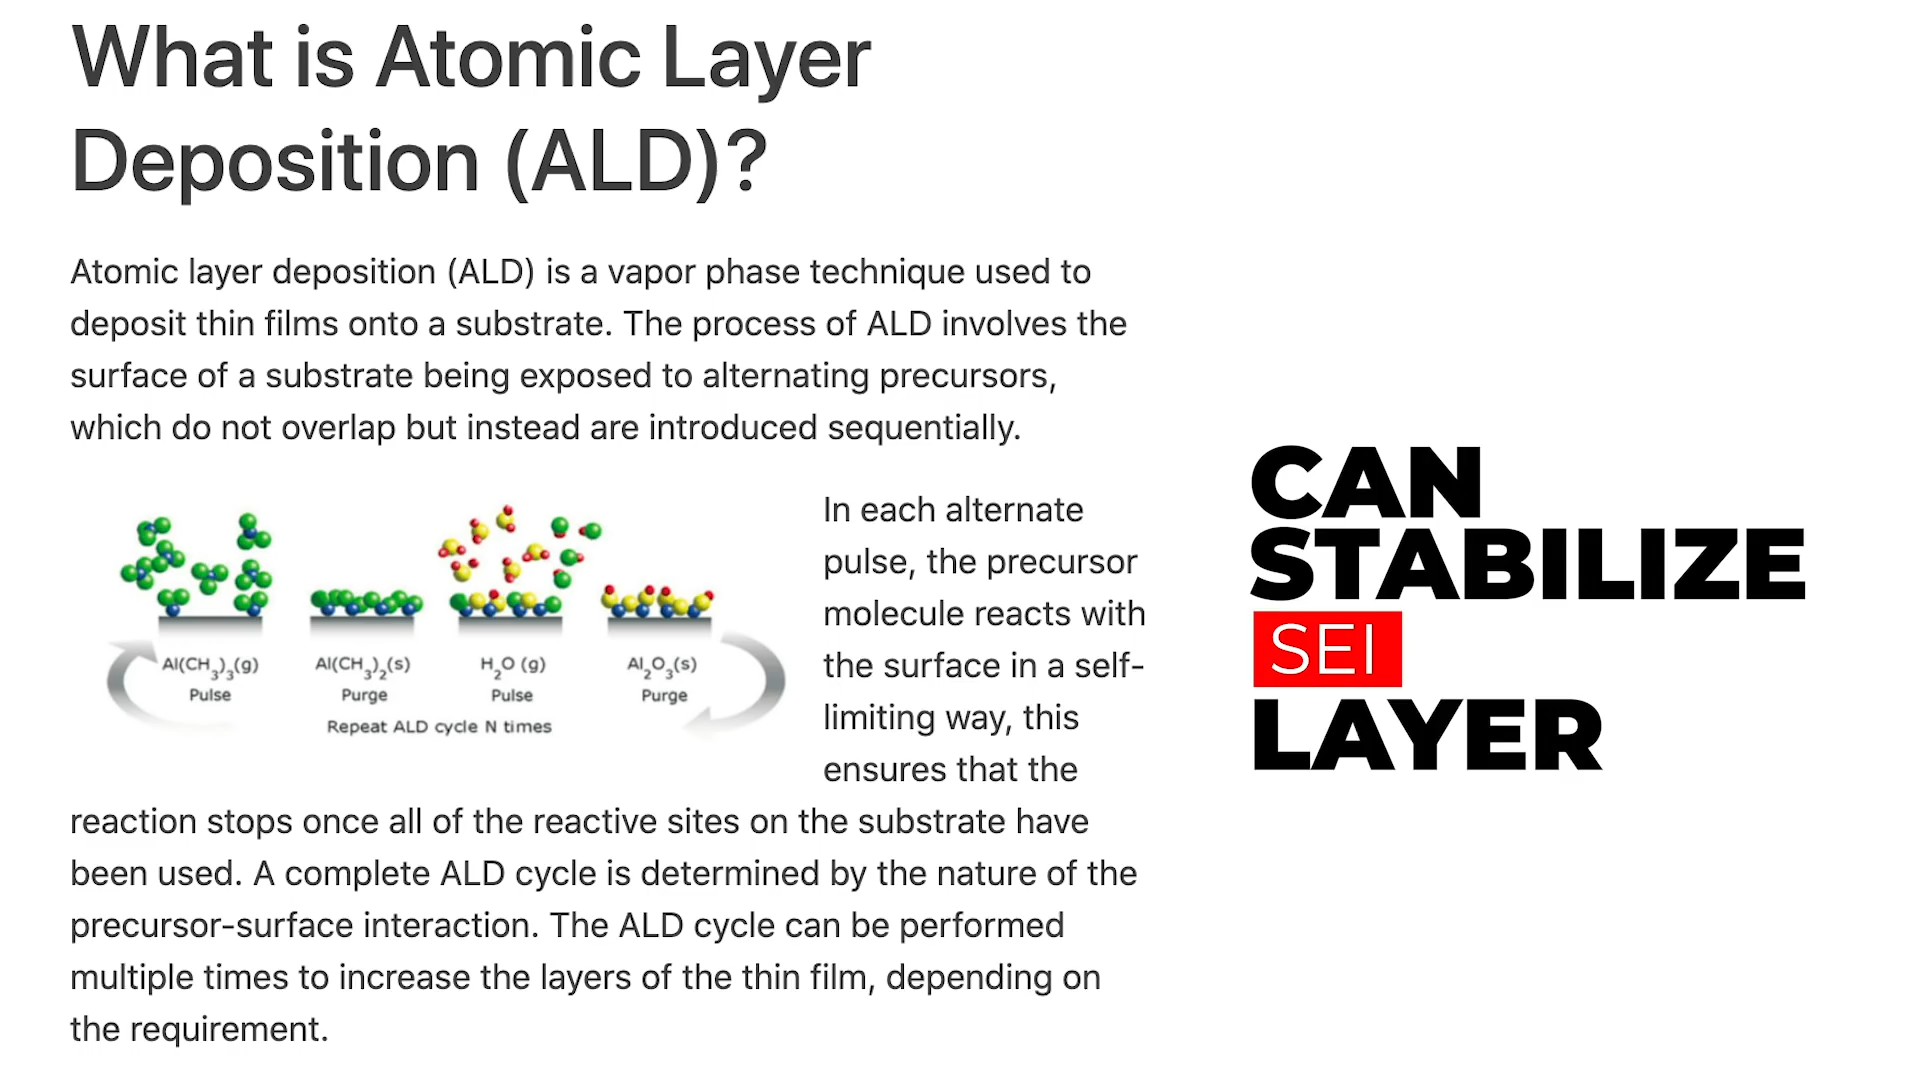 What is Atomic Layer
Deposition (ALD)?
Atomic layer deposition (ALD) is a vapor phase technique used to
deposit thin films onto a substrate. The process of ALD involves the
surface of a substrate being exposed to alternating precursors,
which do not overlap but instead are introduced sequentially.
In each alternate
pulse, the precursor
molecule reacts with
the surface in a self-
limiting way, this
ensures that the
reaction stops once all of the reactive sites on the substrate have
been used. A complete ALD cycle is determined by the nature of the
precursor-surface interaction. The ALD cycle can be performed
multiple times to increase the layers of the thin film, depending on
the requirement.
Al(CH₃)₃(g)
Pulse
Al(CH₃)₂(s)
Purge
H₂O (g)
Pulse
Al₂O₃(s)
Purge
Repeat ALD cycle N times
CAN
STABILIZE
SEI
LAYER